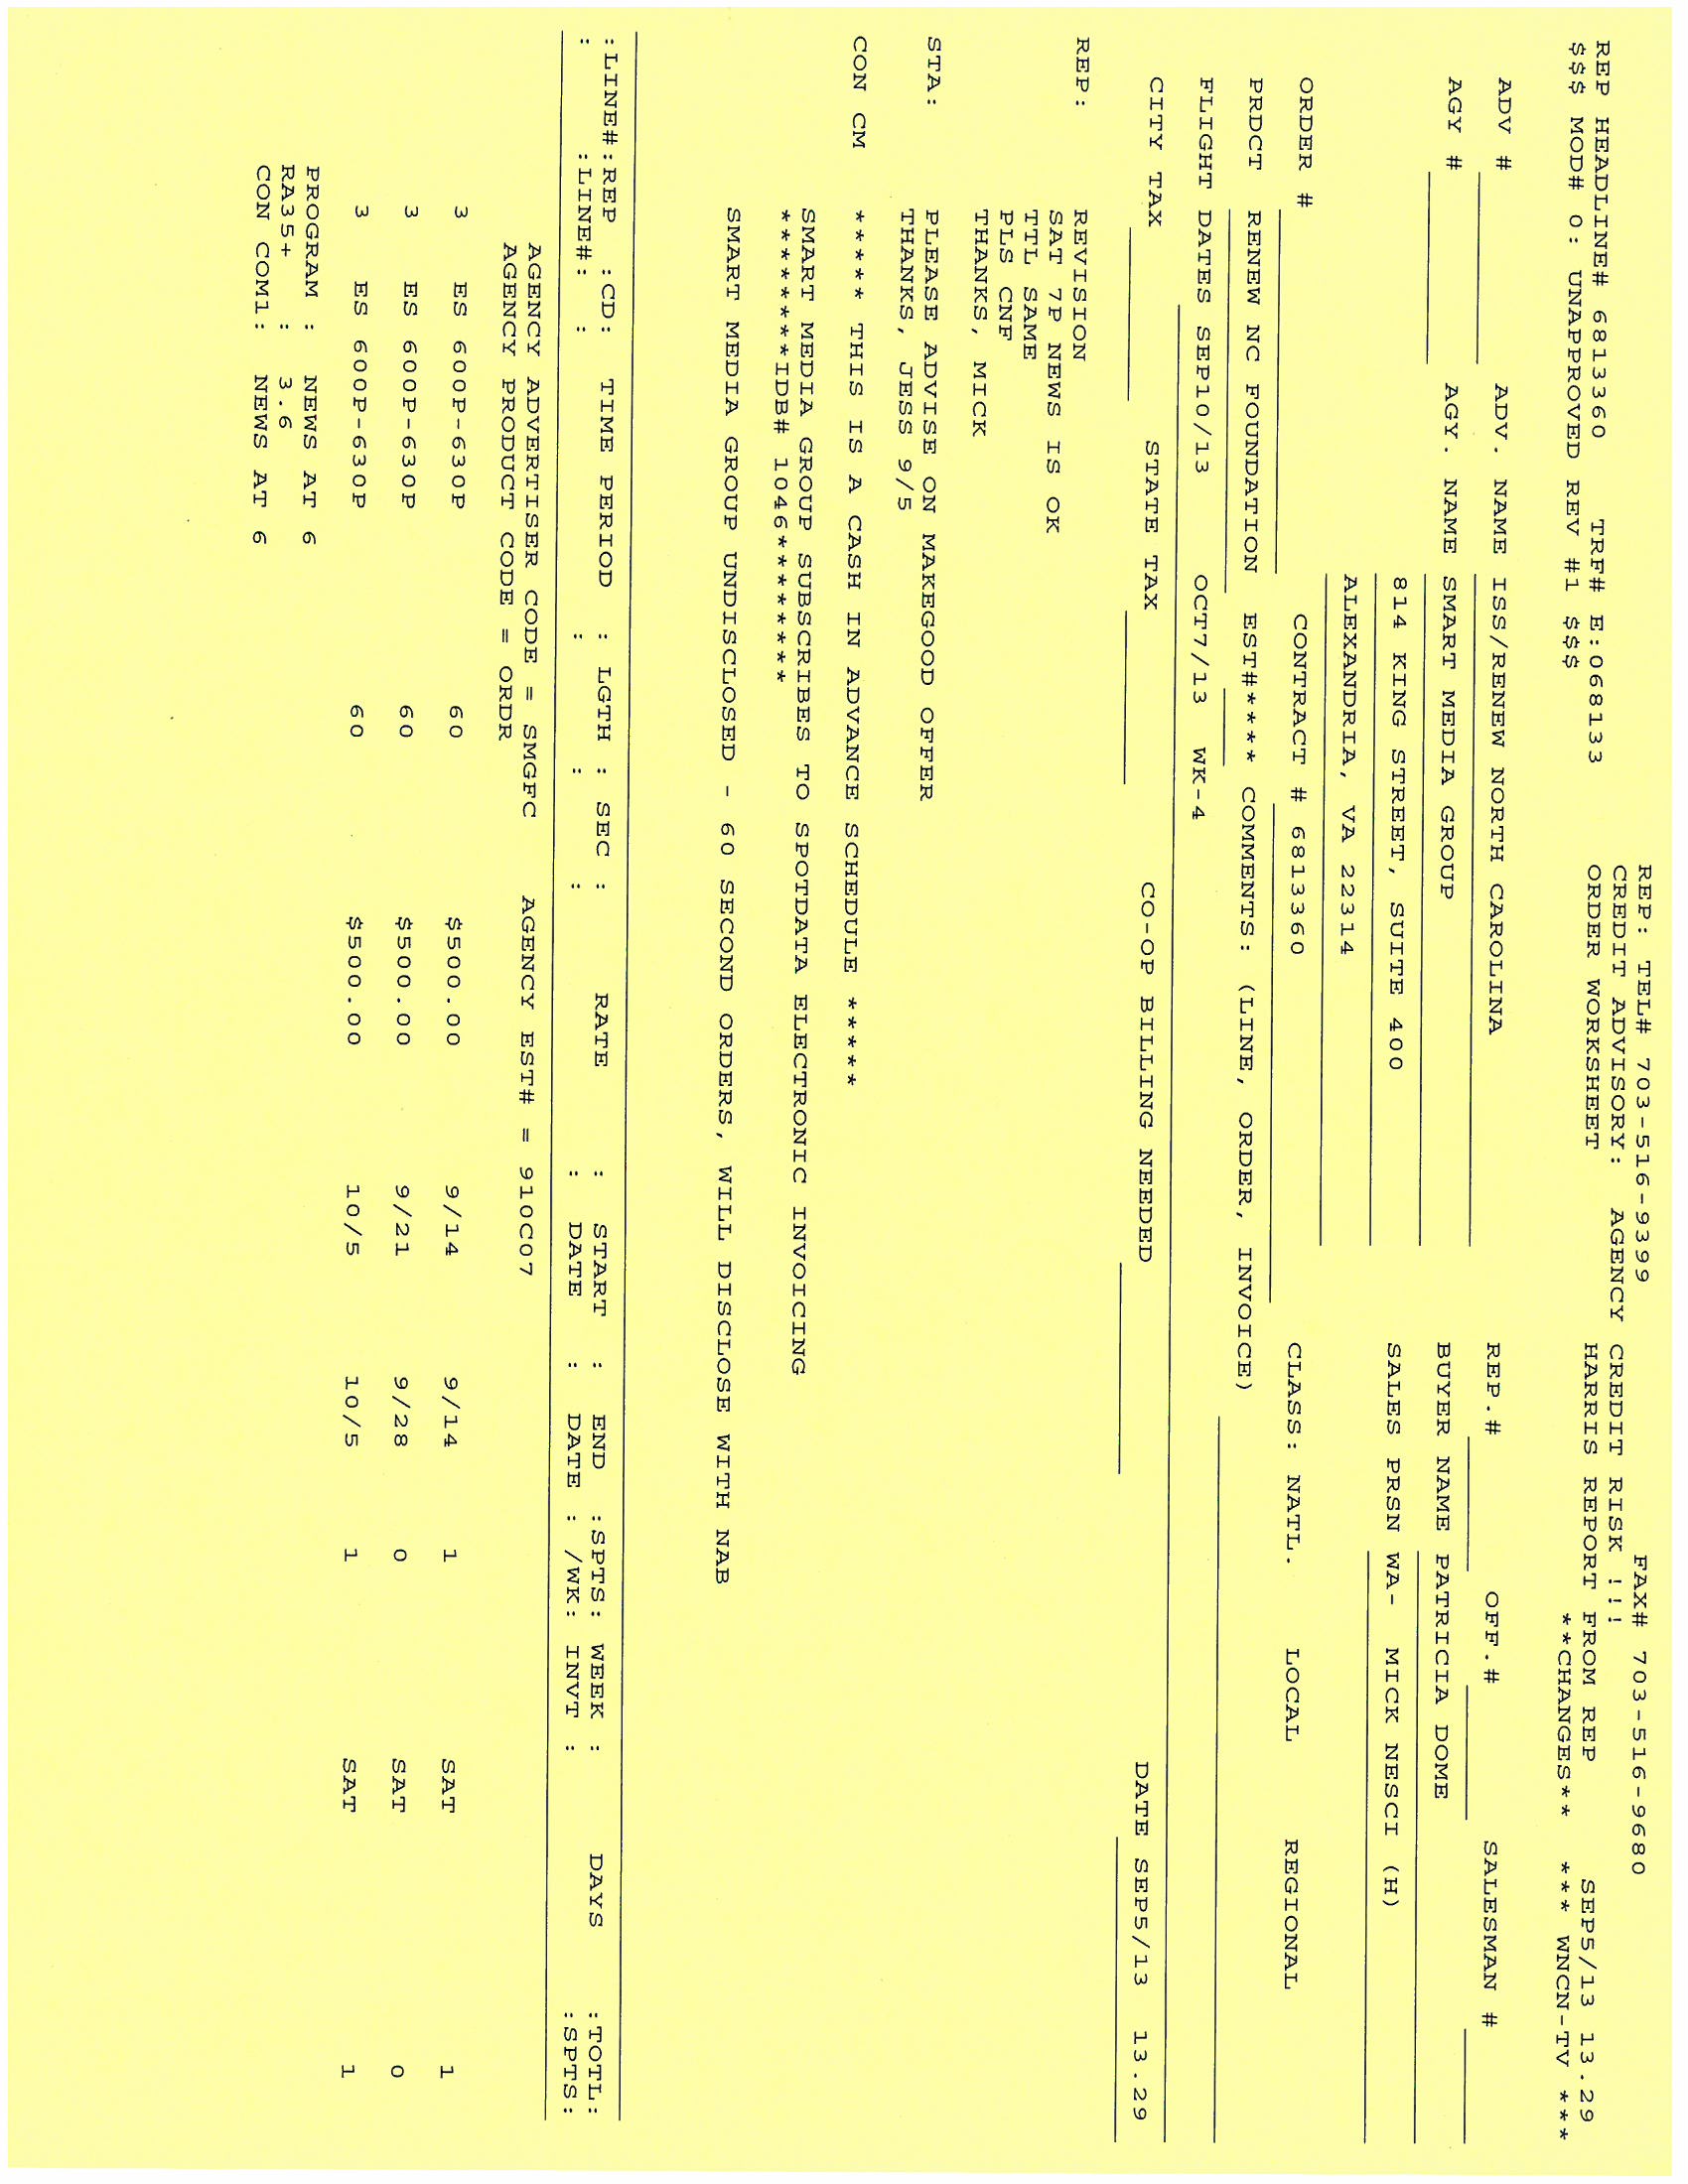 REP: TEL# 703-516-9399 FAX# 703-516-9680
CREDIT ADVISORY: AGENCY CREDIT RISK !!!
REP HEADLINE# 6813360 TRF# E:068133 ORDER WORKSHEET HARRIS REPORT FROM REP SEP5/13 13.29
$$$ MOD# 0: UNAPPROVED REV #1 $$$ **CHANGES** *** WNCN-TV ***
ADV # ADV. NAME ISS/RENEW NORTH CAROLINA REP.# OFF.# SALESMAN #
AGY # AGY. NAME SMART MEDIA GROUP BUYER NAME PATRICIA DOME
814 KING STREET, SUITE 400 SALES PRSN WA- MICK NESCI (H)
ALEXANDRIA, VA 22314
ORDER # CONTRACT # 6813360 CLASS: NATL. LOCAL REGIONAL
PRDCT RENEW NC FOUNDATION EST#**** COMMENTS: (LINE, ORDER, INVOICE)
FLIGHT DATES SEP10/13 OCT7/13 WK-4
CITY TAX STATE TAX CO-OP BILLING NEEDED DATE SEP5/13 13.29
REP: REVISION
SAT 7P NEWS IS OK
TTL SAME
PLS CNF
THANKS, MICK
STA: PLEASE ADVISE ON MAKEGOOD OFFER
THANKS, JESS 9/5
CON CM ***** THIS IS A CASH IN ADVANCE SCHEDULE *****
SMART MEDIA GROUP SUBSCRIBES TO SPOTDATA ELECTRONIC INVOICING
********IDB# 1046********
SMART MEDIA GROUP UNDISCLOSED - 60 SECOND ORDERS, WILL DISCLOSE WITH NAB
:LINE#:REP :CD: TIME PERIOD : LGTH : SEC : RATE : START : END :SPTS: WEEK : DAYS :TOTL:
: :LINE#: : : : : : DATE : DATE : /WK: INVT : :SPTS:
AGENCY ADVERTISER CODE = SMGFC AGENCY EST# = 910C07
AGENCY PRODUCT CODE = ORDR
3 ES 600P-630P 60 $500.00 9/14 9/14 1 SAT 1
3 ES 600P-630P 60 $500.00 9/21 9/28 0 SAT 0
3 ES 600P-630P 60 $500.00 10/5 10/5 1 SAT 1
PROGRAM : NEWS AT 6
RA35+ : 3.6
CON COM1: NEWS AT 6